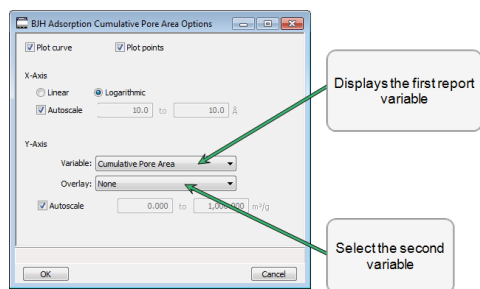 BJH Adsorption Cumulative Pore Area Options
Plot curve Plot points
X-Axis
Linear Logarithmic
Autoscale 10.0 to 10.0 Å
Y-Axis
Variable: Cumulative Pore Area
Overlay: None
Autoscale 0.000 to 1,000.000 m²/g
OK Cancel
Displays the first report
variable
Select the second
variable